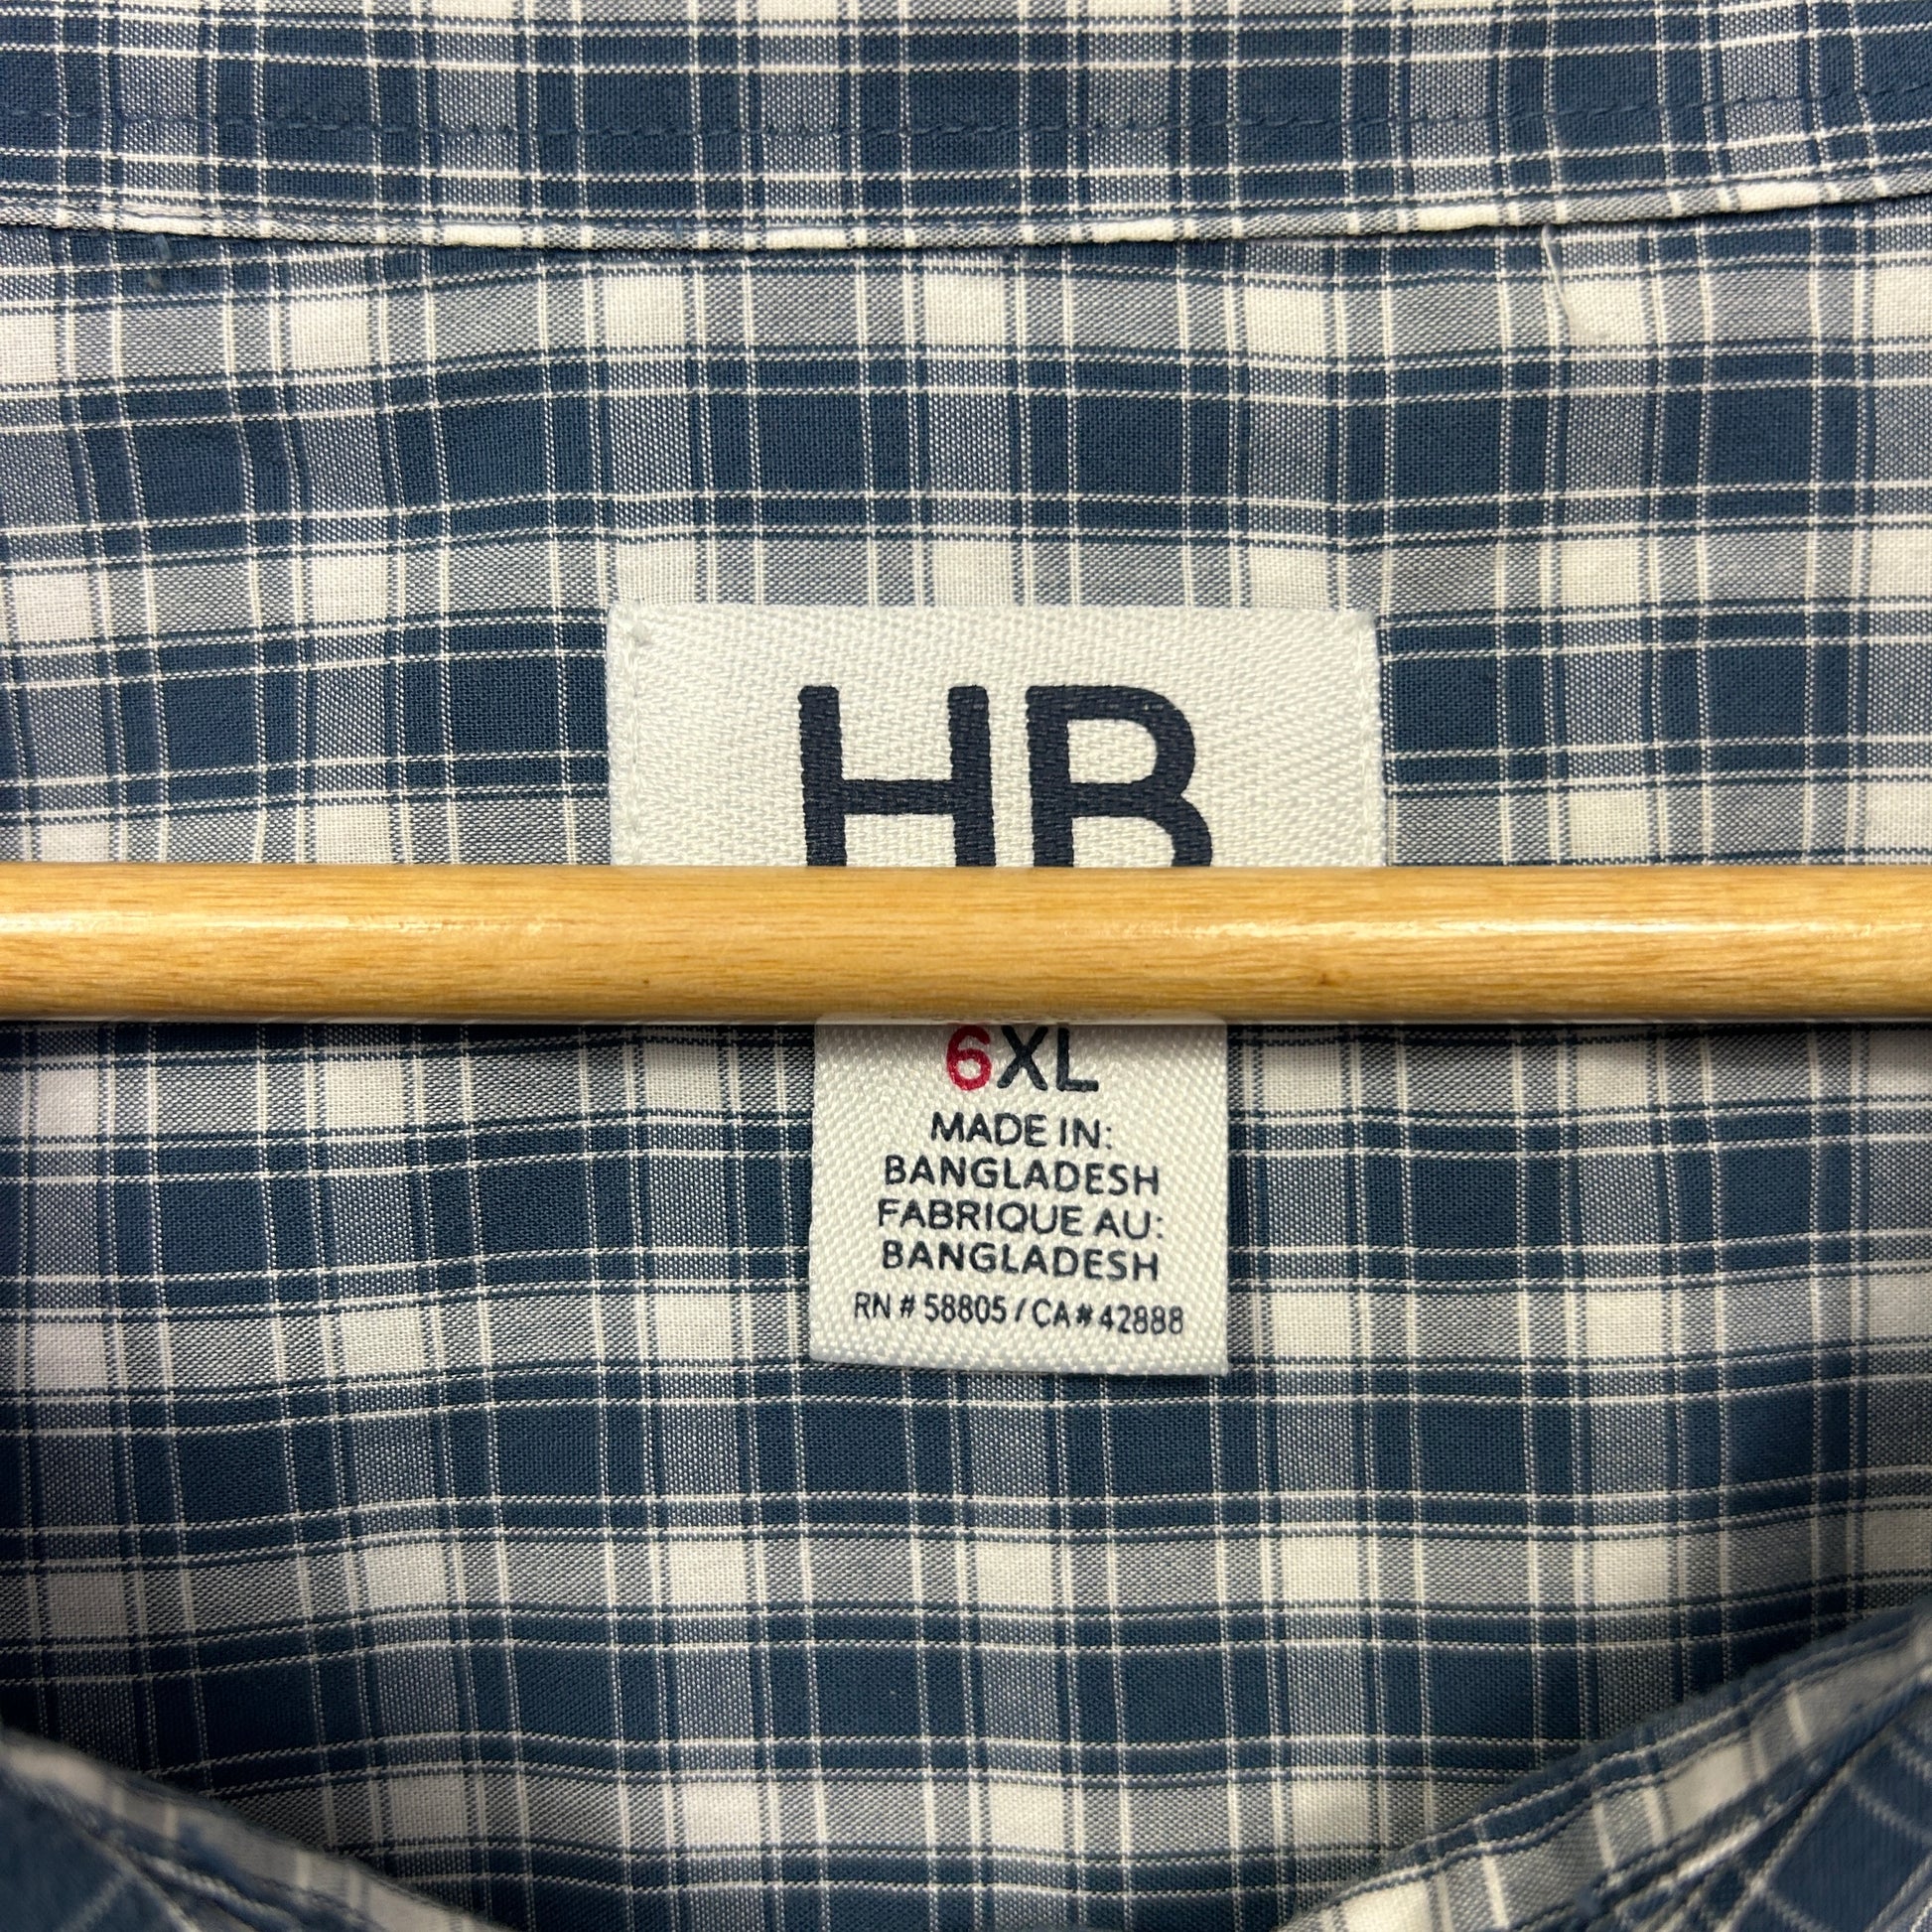 HB
6XL
MADE IN:
BANGLADESH
FABRIQUE AU:
BANGLADESH
RN # 58805 / CA # 42888